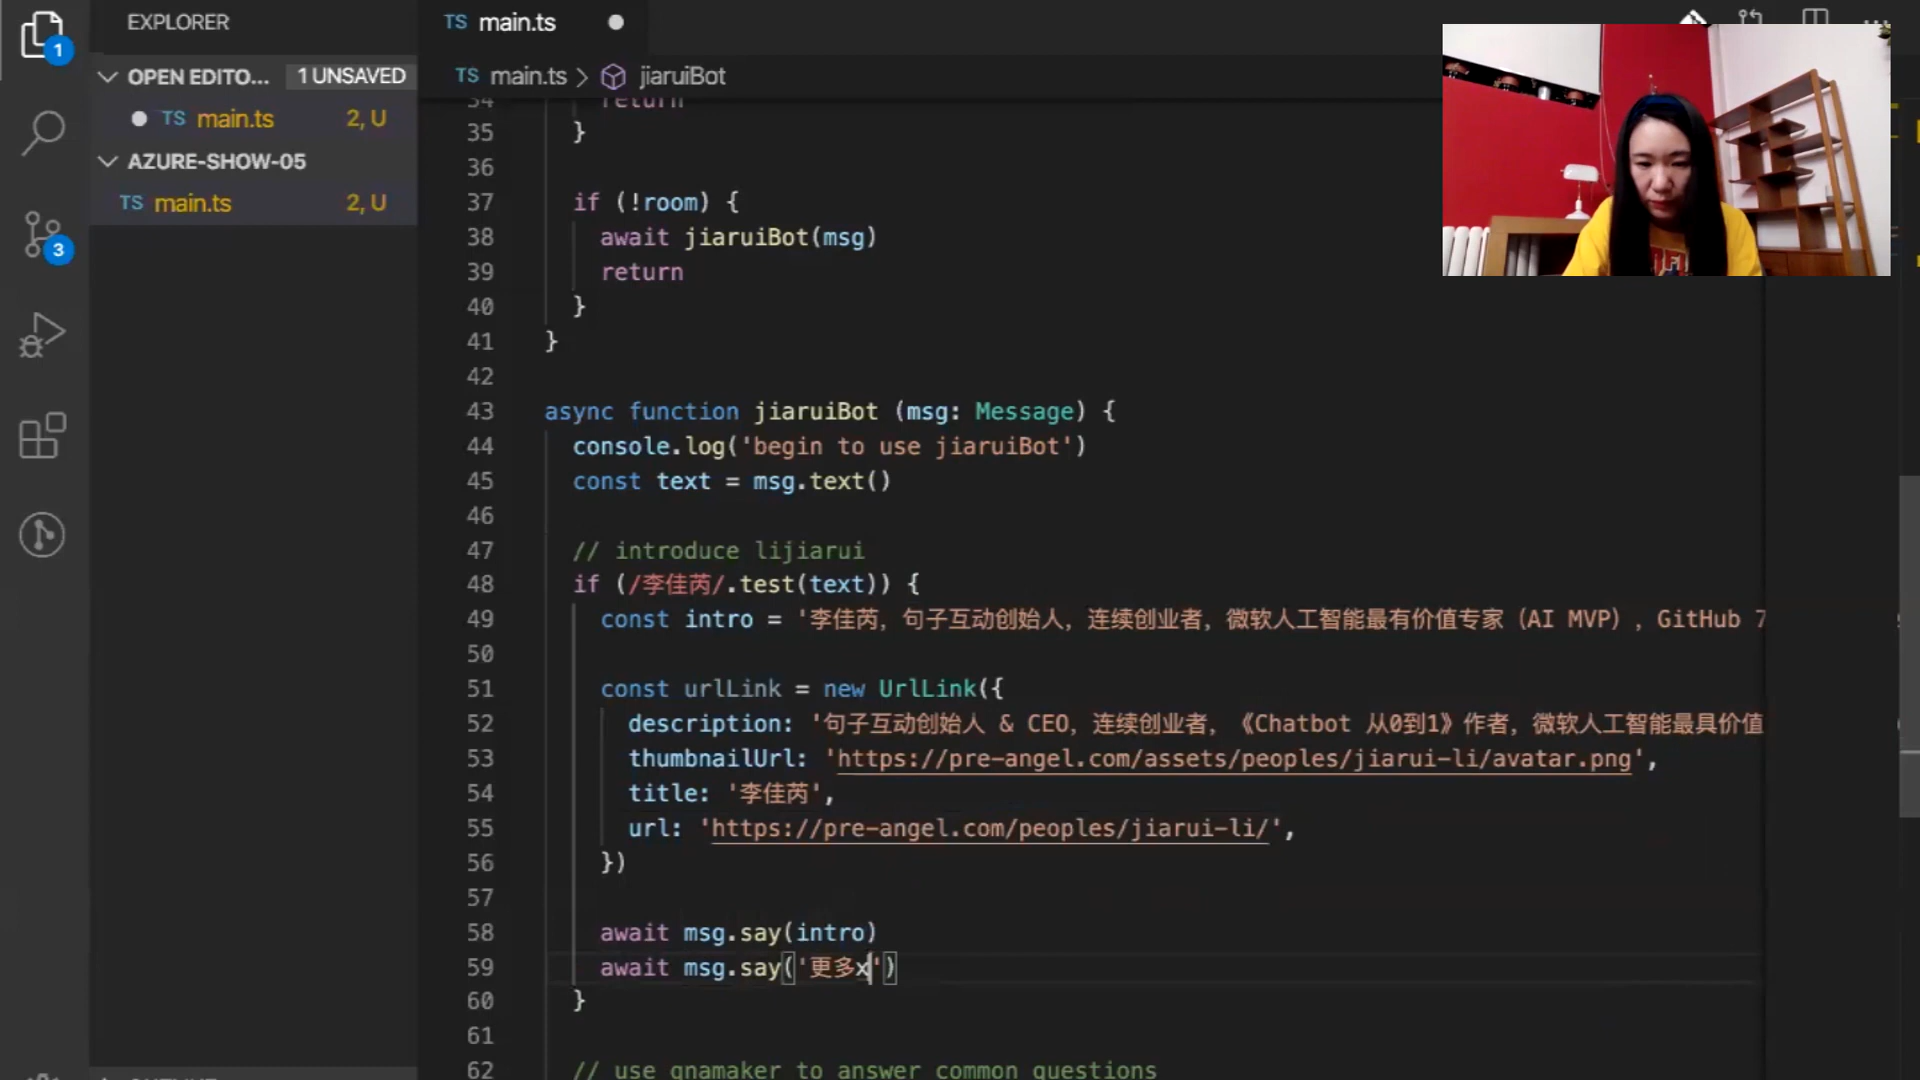 EXPLORER
OPEN EDITO... 1 UNSAVED
TS main.ts 2, U
AZURE-SHOW-05
TS main.ts 2, U
1
3
TS main.ts
TS main.ts > jiaruiBot
34 return
35 }
36
37 if (!room) {
38 await jiaruiBot(msg)
39 return
40 }
41 }
42
43 async function jiaruiBot (msg: Message) {
44 console.log('begin to use jiaruiBot')
45 const text = msg.text()
46
47 // introduce lijiarui
48 if (/李佳芮/.test(text)) {
49 const intro = '李佳芮，句子互动创始人，连续创业者，微软人工智能最有价值专家（AI MVP）, GitHub 7
50
51 const urlLink = new UrlLink({
52 description: '句子互动创始人 & CEO，连续创业者，《Chatbot 从0到1》作者，微软人工智能最具价值
53 thumbnailUrl: 'https://pre-angel.com/assets/peoples/jiarui-li/avatar.png',
54 title: '李佳芮',
55 url: 'https://pre-angel.com/peoples/jiarui-li/',
56 })
57
58 await msg.say(intro)
59 await msg.say('更多x')
60 }
61
62 // use qnamaker to answer common questions